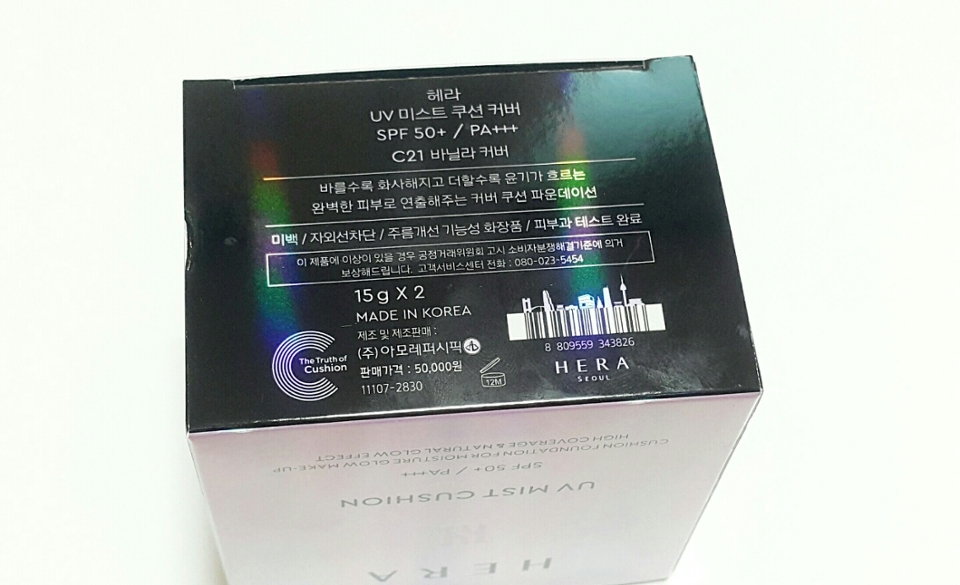 헤라
UV 미스트 쿠션 커버
SPF 50+ / PA+++
C21 바닐라 커버
바를수록 화사해지고 더할수록 윤기가 흐르는
완벽한 피부로 연출해주는 커버 쿠션 파운데이션
미백 / 자외선차단 / 주름개선 기능성 화장품 / 피부과 테스트 완료
이 제품에 이상이 있을 경우 공정거래위원회 고시 소비자분쟁해결기준에 의거
보상해드립니다. 고객서비스센터 전화 : 080-023-5454
15g X 2
MADE IN KOREA
제조 및 제조판매 :
(주)아모레퍼시픽
판매가격 : 50,000원
11107-2830
The Truth of
Cushion
12M
8 809559 343826
HERA
SEOUL
HIGH COVERAGE & NATURAL GLOW EFFECT
CUSHION FOUNDATION FOR MOISTURE GLOW MAKE-UP
SPF 50+ / PA+++
UV MIST CUSHION
HERA